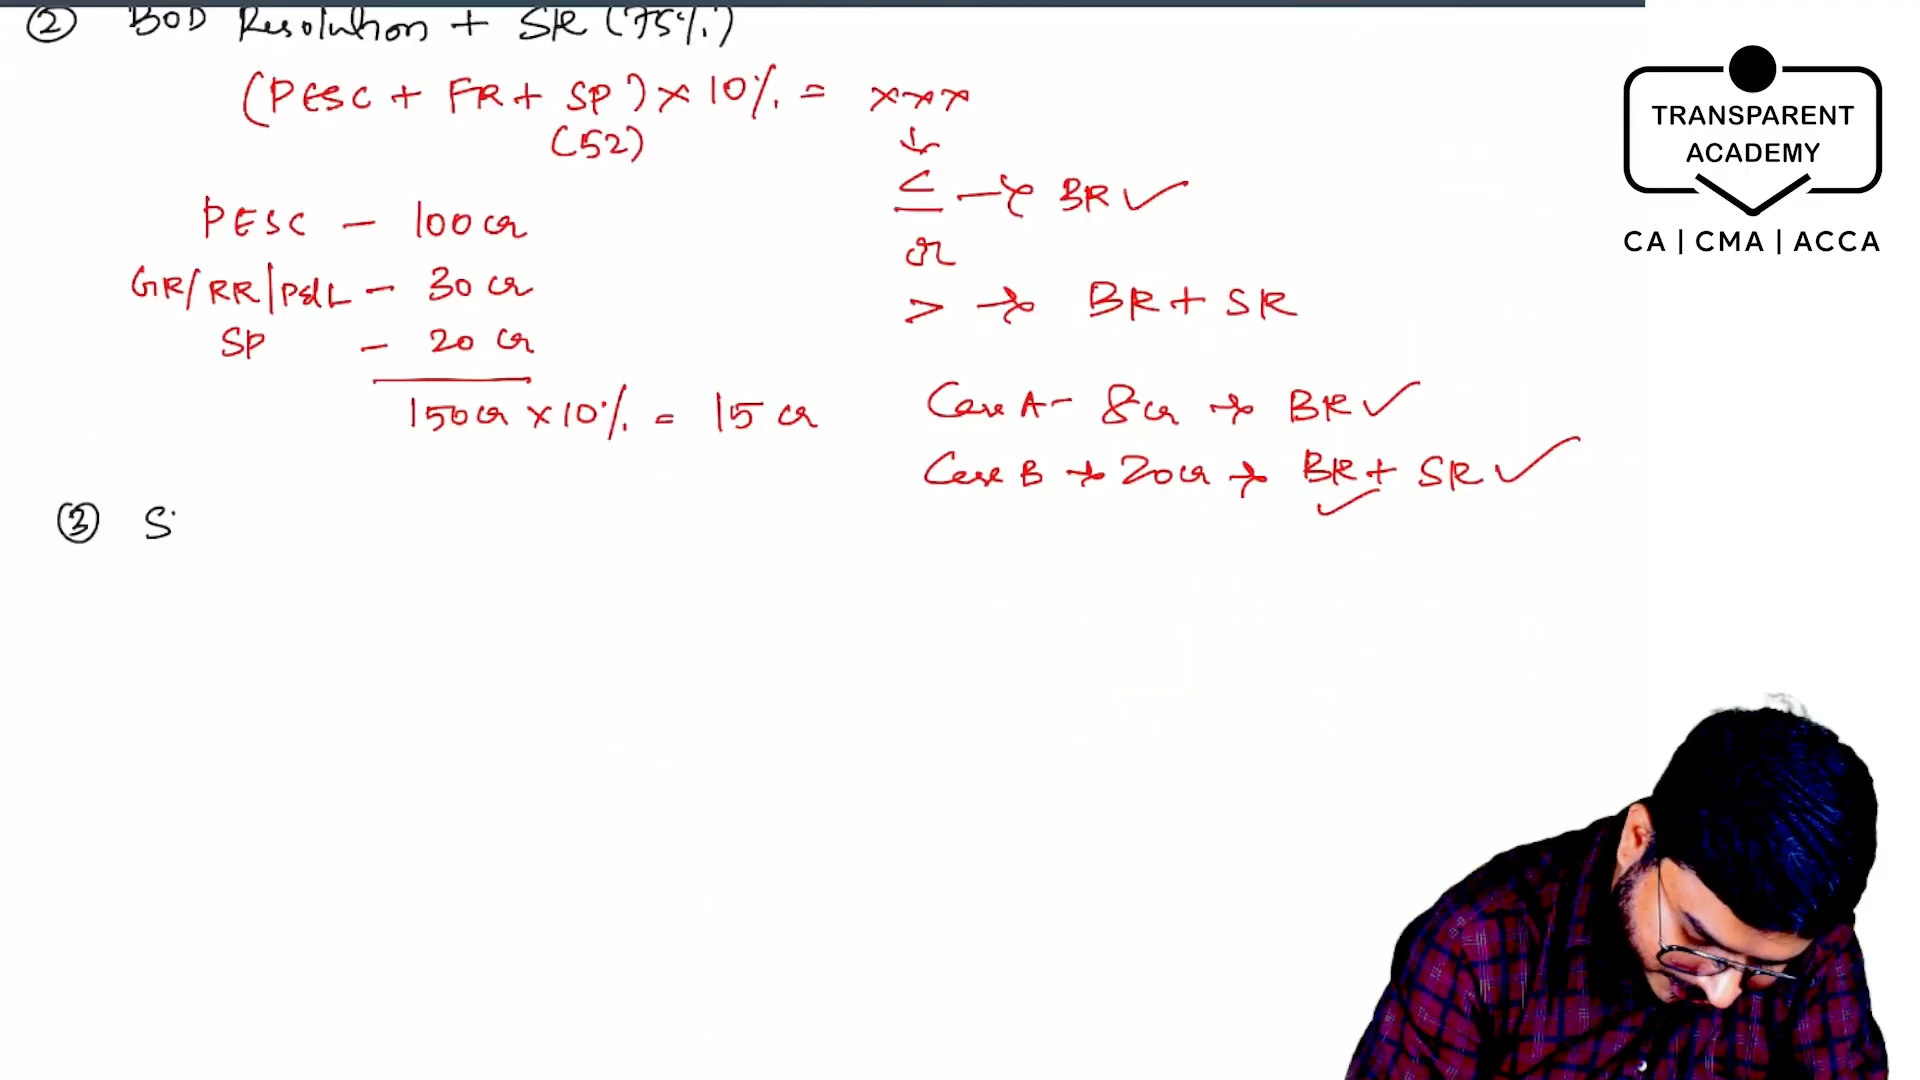 ② BOD Resolution + SR (75%)
(PESC + FR + SP) × 10% = xxx
(52)
≤ → BR ✓
or
> → BR + SR
PESC - 100 cr
GR/RR/P&L - 30 cr
SP - 20 cr
150 cr × 10% = 15 cr
Case A - 8 cr → BR ✓
Case B → 20 cr → BR + SR ✓
③ S
TRANSPARENT
ACADEMY
CA | CMA | ACCA